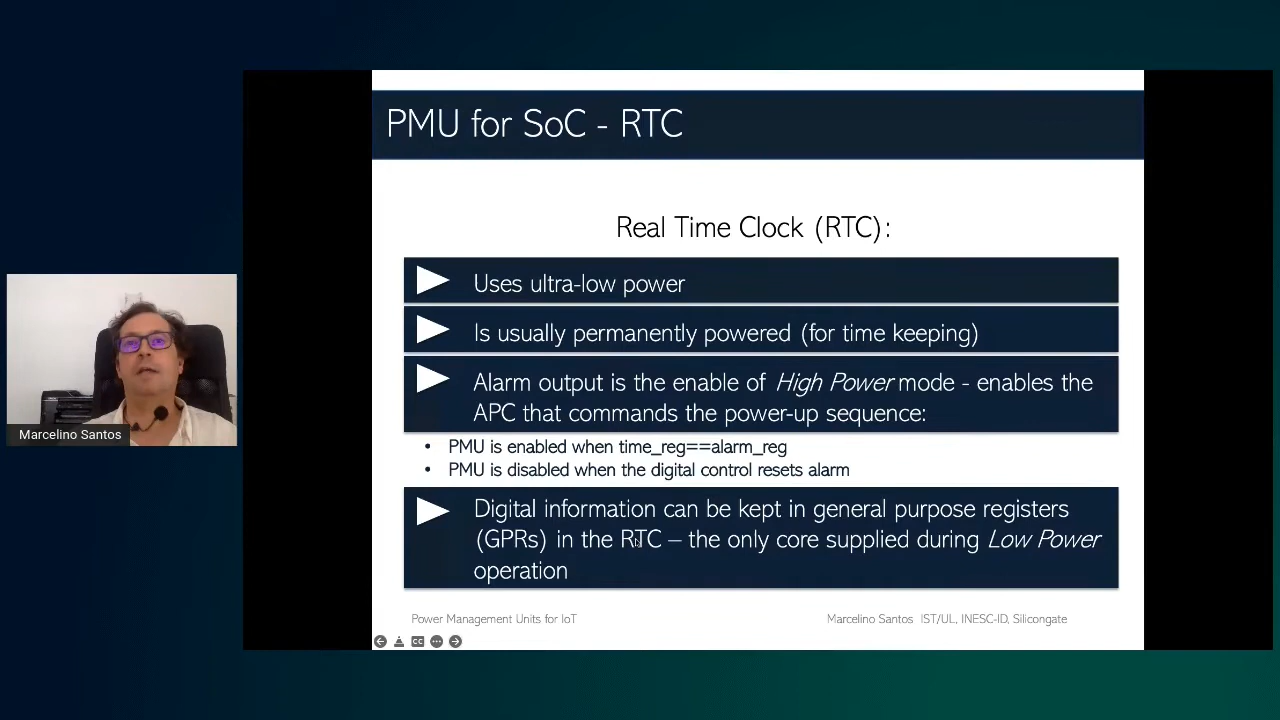 PMU for SoC - RTC
Real Time Clock (RTC):
Uses ultra-low power
Is usually permanently powered (for time keeping)
Alarm output is the enable of High Power mode - enables the
APC that commands the power-up sequence:
• PMU is enabled when time_reg==alarm_reg
• PMU is disabled when the digital control resets alarm
Digital information can be kept in general purpose registers
(GPRs) in the RTC – the only core supplied during Low Power
operation
Power Management Units for IoT
Marcelino Santos IST/UL, INESC-ID, Silicongate
CC
Marcelino Santos